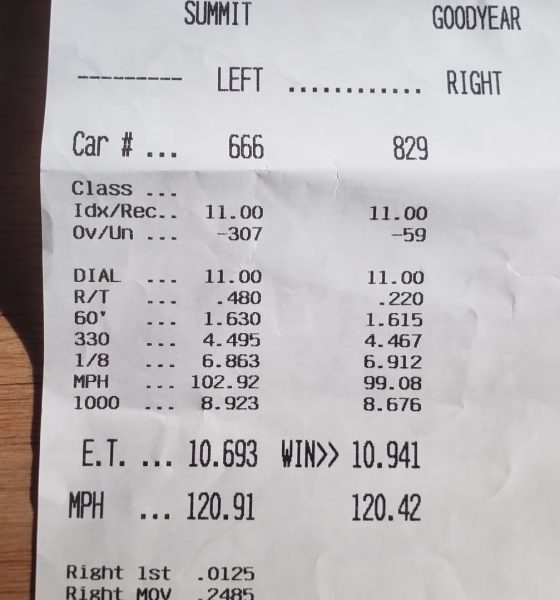 SUMMIT GOODYEAR
--------- LEFT ............ RIGHT
Car # ... 666 829
Class ...
Idx/Rec.. 11.00 11.00
Ov/Un ... -307 -59
DIAL ... 11.00 11.00
R/T ... .480 .220
60' ... 1.630 1.615
330 ... 4.495 4.467
1/8 ... 6.863 6.912
MPH ... 102.92 99.08
1000 ... 8.923 8.676
E.T. ... 10.693 WIN>> 10.941
MPH ... 120.91 120.42
Right 1st .0125
Right MOV .2485